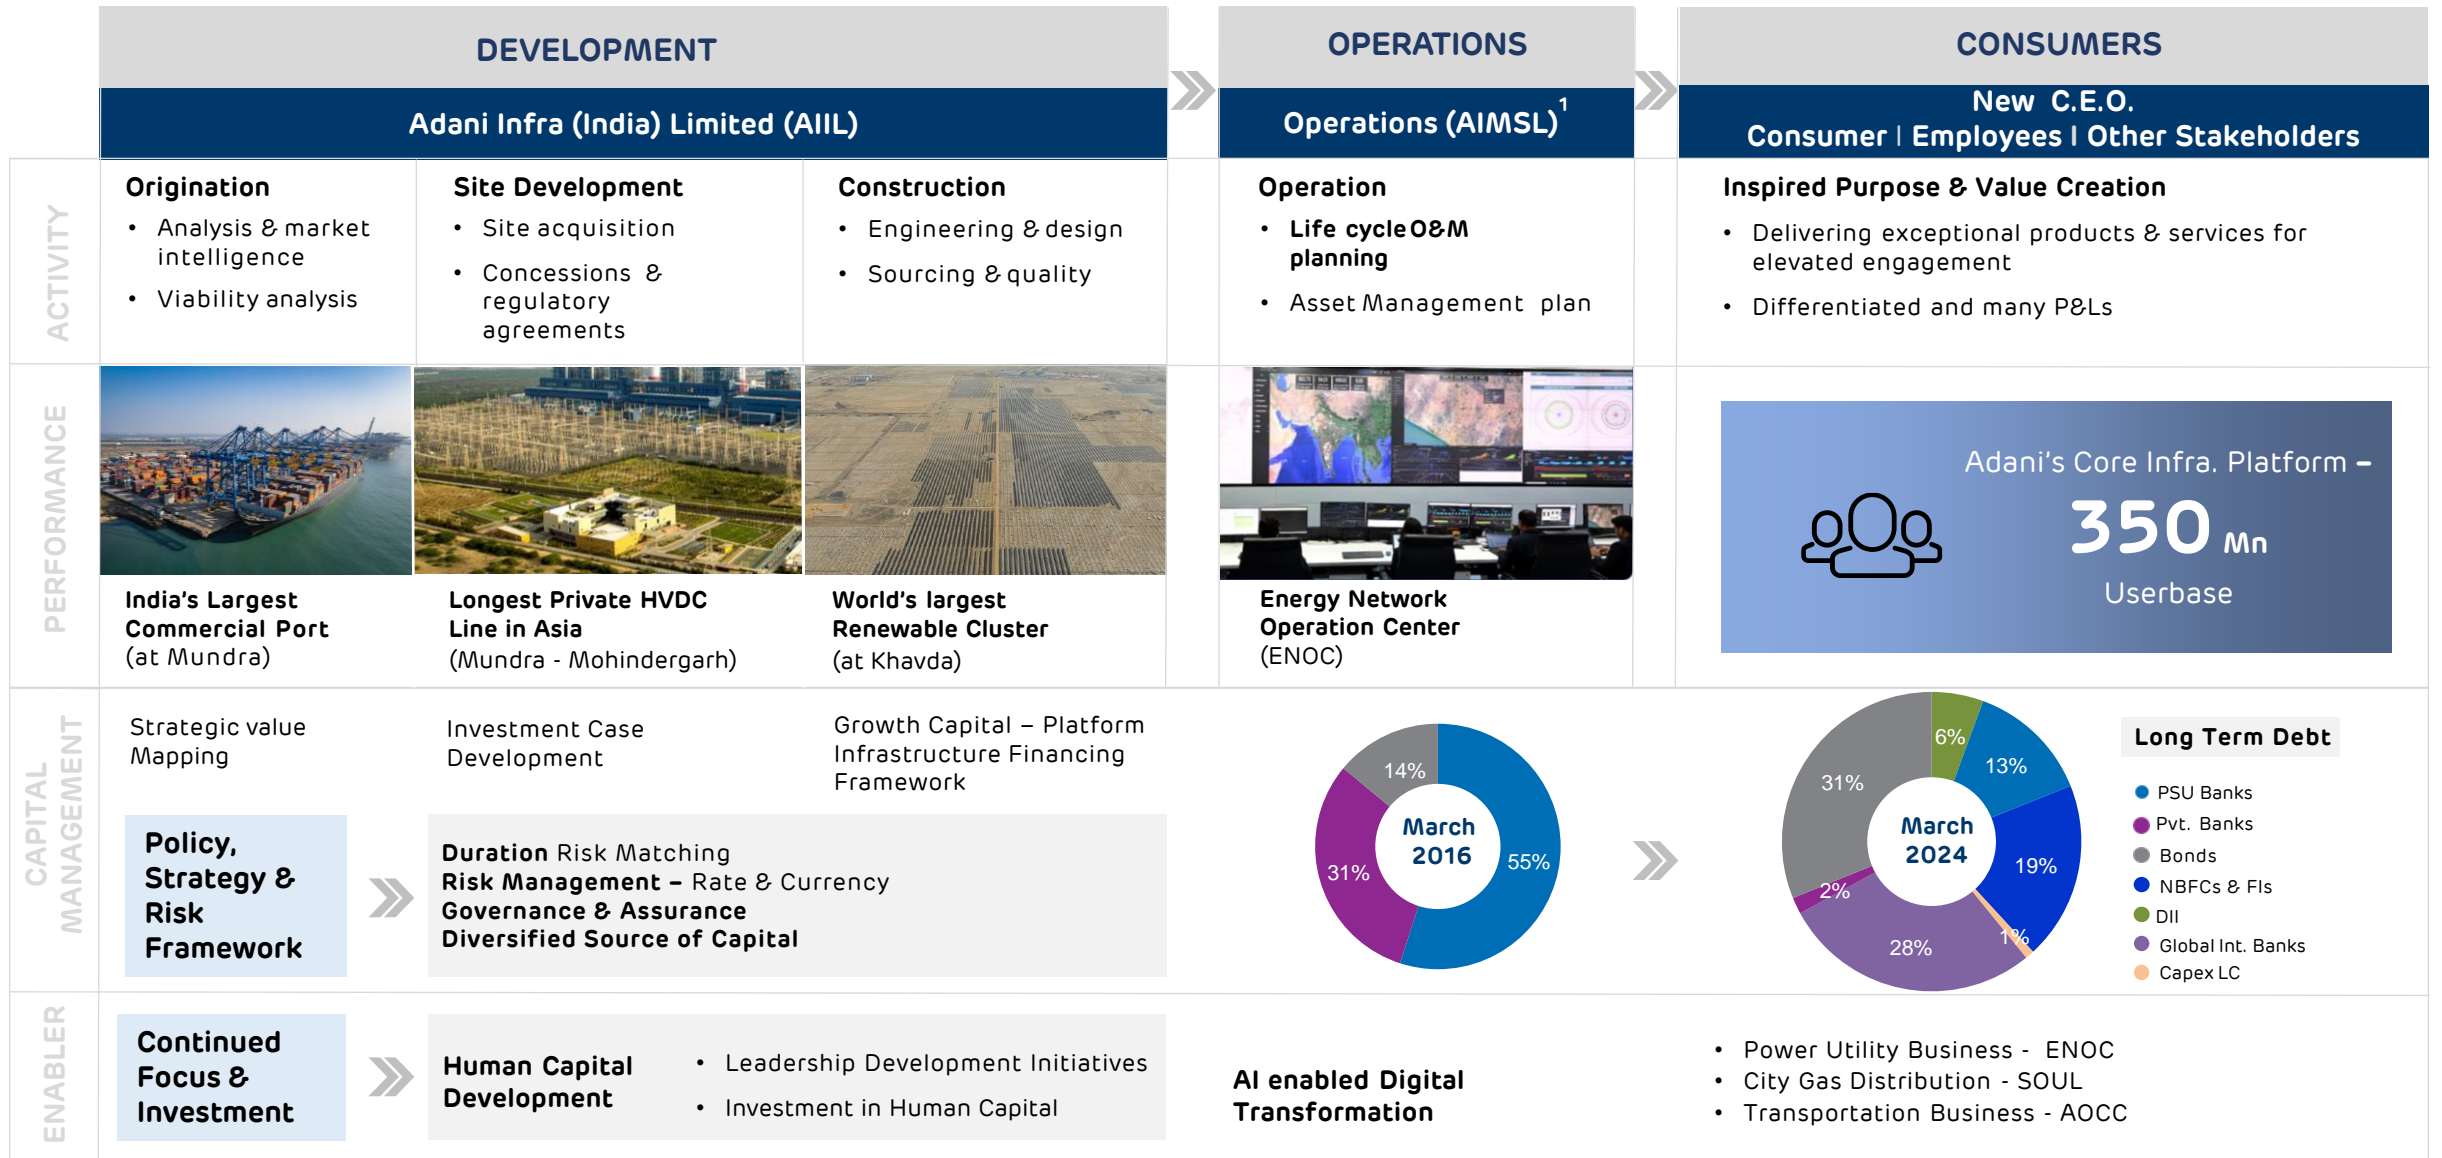 DEVELOPMENT
OPERATIONS
CONSUMERS
Adani Infra (India) Limited (AIIL)
Operations (AIMSL)1
New C.E.O.
Consumer | Employees | Other Stakeholders
ACTIVITY
Origination
• Analysis & market
intelligence
• Viability analysis
Site Development
• Site acquisition
• Concessions &
regulatory
agreements
Construction
• Engineering & design
• Sourcing & quality
Operation
• Life cycle O&M
planning
• Asset Management plan
Inspired Purpose & Value Creation
• Delivering exceptional products & services for
elevated engagement
• Differentiated and many P&Ls
PERFORMANCE
India's Largest
Commercial Port
(at Mundra)
Longest Private HVDC
Line in Asia
(Mundra - Mohindergarh)
World's largest
Renewable Cluster
(at Khavda)
Energy Network
Operation Center
(ENOC)
Adani's Core Infra. Platform –
350 Mn
Userbase
CAPITAL
MANAGEMENT
Strategic value
Mapping
Investment Case
Development
Growth Capital – Platform
Infrastructure Financing
Framework
Policy,
Strategy &
Risk
Framework
Duration Risk Matching
Risk Management – Rate & Currency
Governance & Assurance
Diversified Source of Capital
14%
31%
55%
March
2016
6%
13%
31%
19%
2%
28%
1%
March
2024
Long Term Debt
PSU Banks
Pvt. Banks
Bonds
NBFCs & FIs
DII
Global Int. Banks
Capex LC
ENABLER
Continued
Focus &
Investment
Human Capital
Development
• Leadership Development Initiatives
• Investment in Human Capital
AI enabled Digital
Transformation
• Power Utility Business - ENOC
• City Gas Distribution - SOUL
• Transportation Business - AOCC